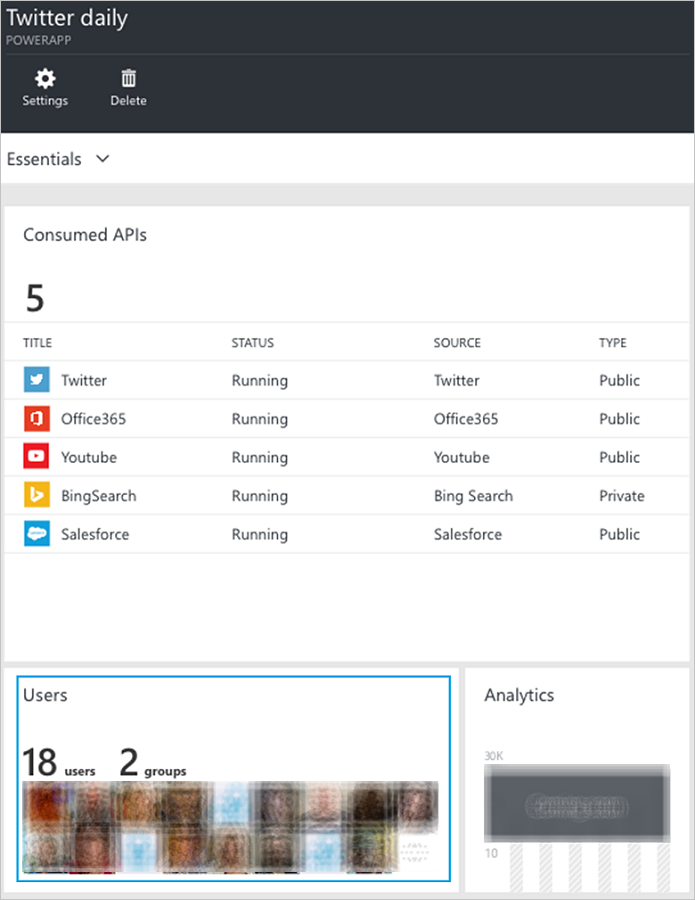 Twitter daily
POWERAPP
Settings Delete
Essentials
Consumed APIs
5
TITLE STATUS SOURCE TYPE
Twitter Running Twitter Public
Office365 Running Office365 Public
Youtube Running Youtube Public
BingSearch Running Bing Search Private
Salesforce Running Salesforce Public
Users
18 users 2 groups
Analytics
30K
10